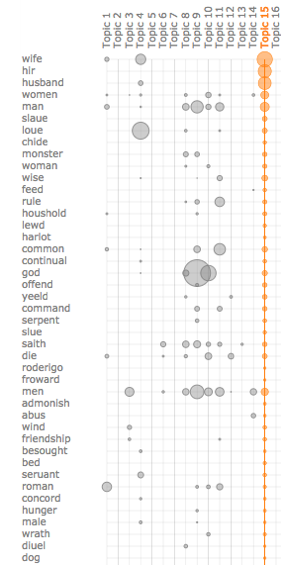 Topic 1
Topic 2
Topic 3
Topic 4
Topic 5
Topic 6
Topic 7
Topic 8
Topic 9
Topic 10
Topic 11
Topic 12
Topic 13
Topic 14
Topic 15
Topic 16
wife
hir
husband
women
man
slaue
loue
chide
monster
woman
wise
feed
rule
houshold
lewd
harlot
common
continual
god
offend
yeeld
command
serpent
slue
saith
die
roderigo
froward
men
admonish
abus
wind
friendship
besought
bed
seruant
roman
concord
hunger
male
wrath
diuel
dog